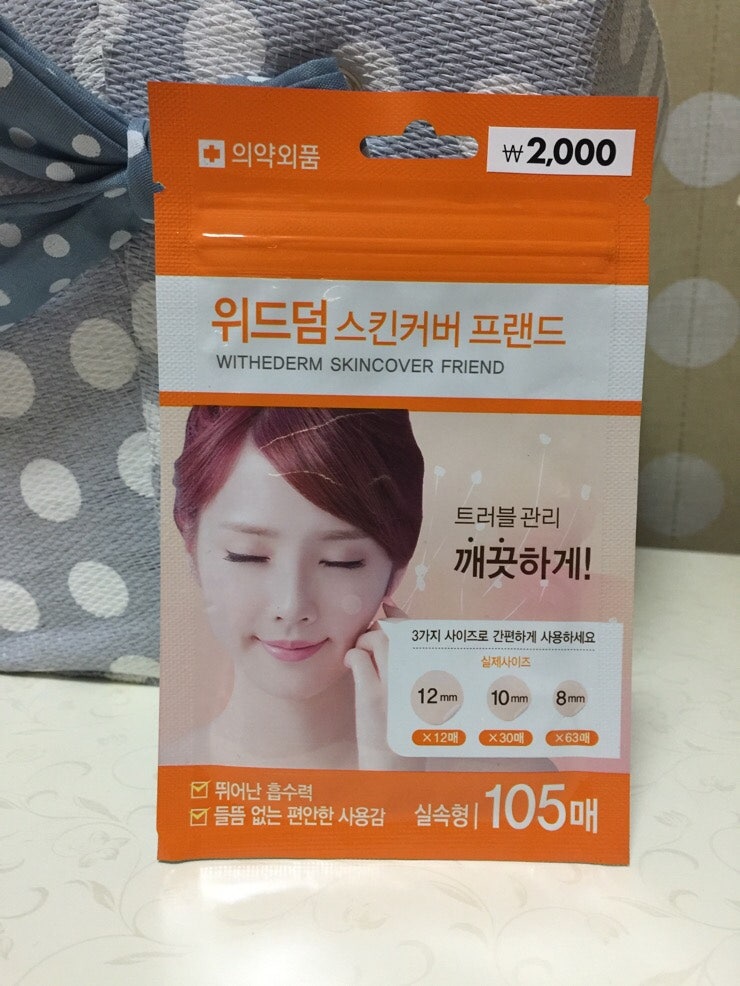 의약외품
₩2,000
위드덤 스킨커버 프랜드
WITHEDERM SKINCOVER FRIEND
트러블 관리
깨끗하게!
3가지 사이즈로 간편하게 사용하세요
실제사이즈
12mm 10mm 8mm
×12매 ×30매 ×63매
뛰어난 흡수력
들뜸 없는 편안한 사용감
실속형 | 105매